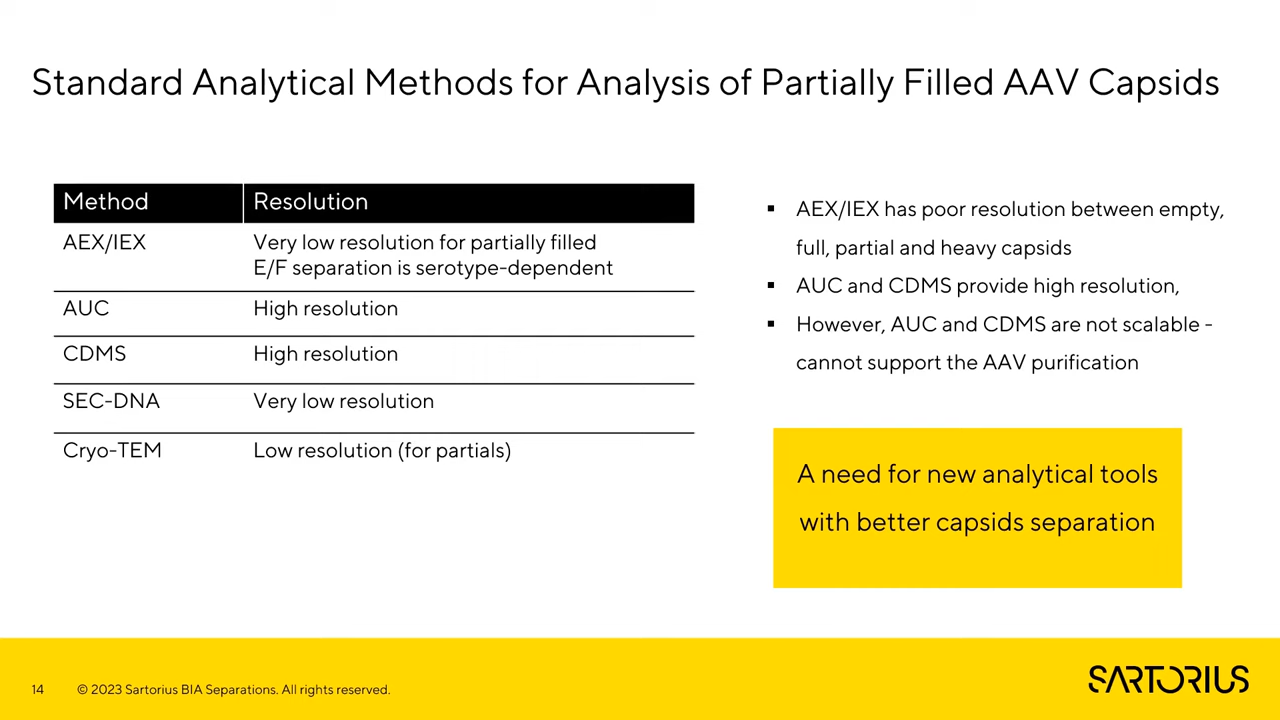 Standard Analytical Methods for Analysis of Partially Filled AAV Capsids
Method Resolution
AEX/IEX Very low resolution for partially filled
E/F separation is serotype-dependent
AUC High resolution
CDMS High resolution
SEC-DNA Very low resolution
Cryo-TEM Low resolution (for partials)
▪ AEX/IEX has poor resolution between empty,
full, partial and heavy capsids
▪ AUC and CDMS provide high resolution,
▪ However, AUC and CDMS are not scalable -
cannot support the AAV purification
A need for new analytical tools
with better capsids separation
14 © 2023 Sartorius BIA Separations. All rights reserved.
SARTORIUS